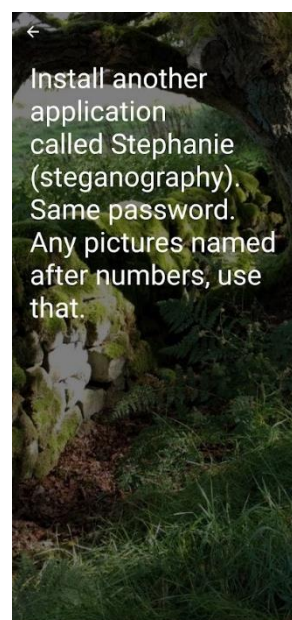 Install another
application
called Stephanie
(steganography).
Same password.
Any pictures named
after numbers, use
that.